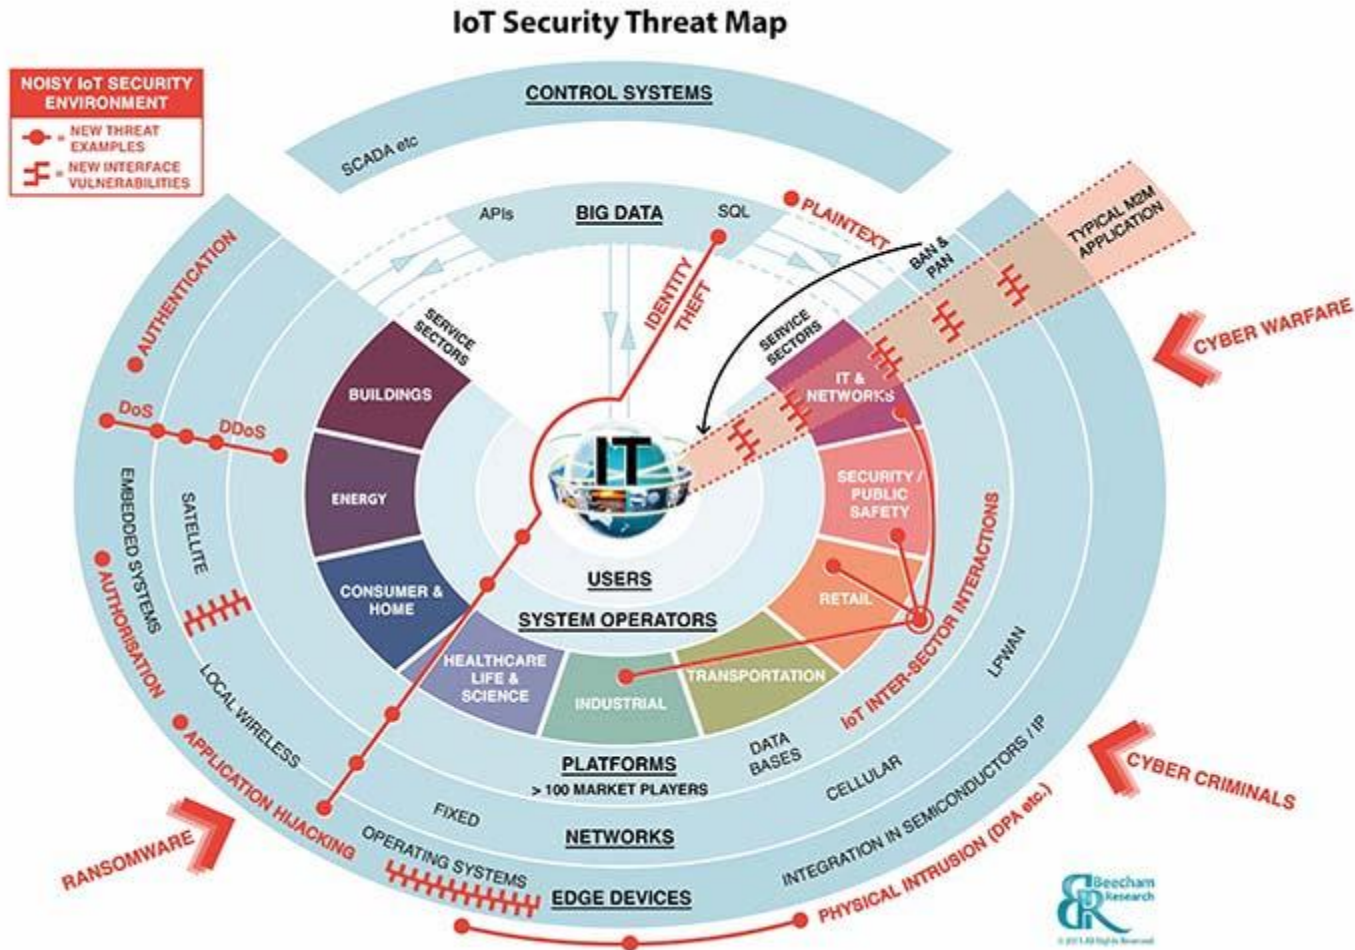 IoT Security Threat Map
NOISY IoT SECURITY
ENVIRONMENT
= NEW THREAT
EXAMPLES
= NEW INTERFACE
VULNERABILITIES
CONTROL SYSTEMS
SCADA etc
APIs
BIG DATA
SQL
PLAINTEXT
BAN &
PAN
TYPICAL M2M
APPLICATION
IDENTITY
THEFT
AUTHENTICATION
SERVICE
SECTORS
SERVICE
SECTORS
CYBER WARFARE
BUILDINGS
IT &
NETWORKS
DoS
DDoS
IT
ENERGY
SECURITY /
PUBLIC
SAFETY
EMBEDDED SYSTEMS
SATELLITE
USERS
CONSUMER &
HOME
RETAIL
SYSTEM OPERATORS
IoT INTER-SECTOR INTERACTIONS
AUTHORISATION
HEALTHCARE
LIFE &
SCIENCE
INDUSTRIAL
TRANSPORTATION
LPWAN
LOCAL WIRELESS
PLATFORMS
> 100 MARKET PLAYERS
DATA
BASES
CELLULAR
APPLICATION HIJACKING
CYBER CRIMINALS
RANSOMWARE
FIXED
NETWORKS
OPERATING SYSTEMS
EDGE DEVICES
INTEGRATION IN SEMICONDUCTORS / IP
PHYSICAL INTRUSION (DPA etc.)
Beecham
Research
All Rights Reserved